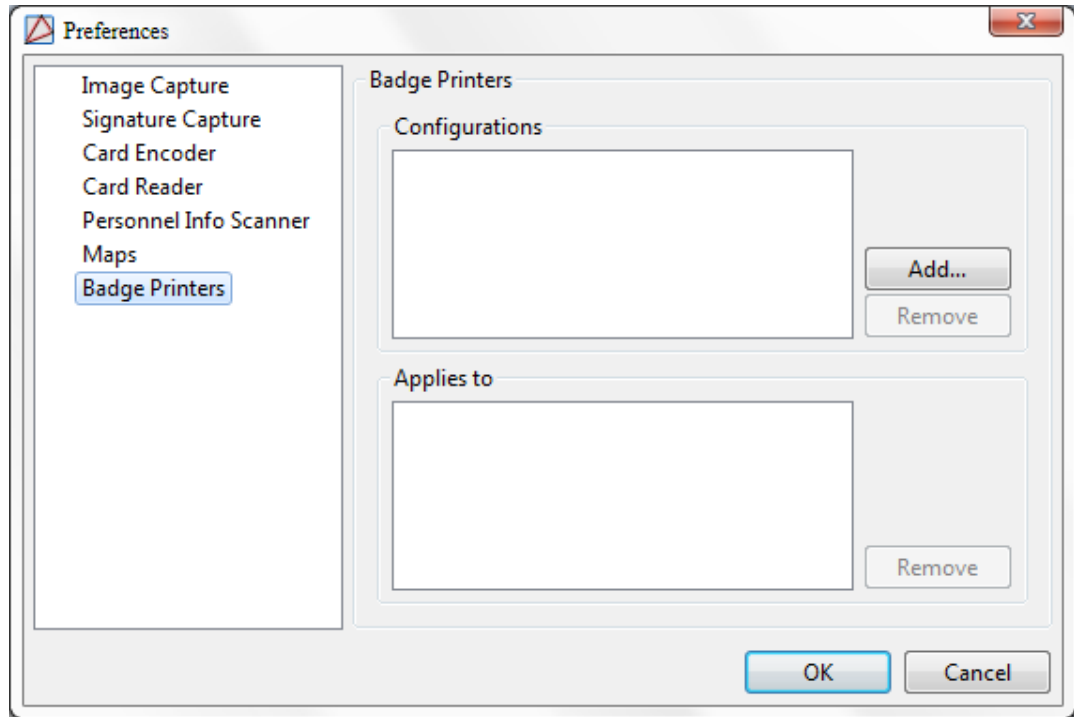 Preferences
Image Capture
Signature Capture
Card Encoder
Card Reader
Personnel Info Scanner
Maps
Badge Printers
Badge Printers
Configurations
Add...
Remove
Applies to
Remove
OK
Cancel